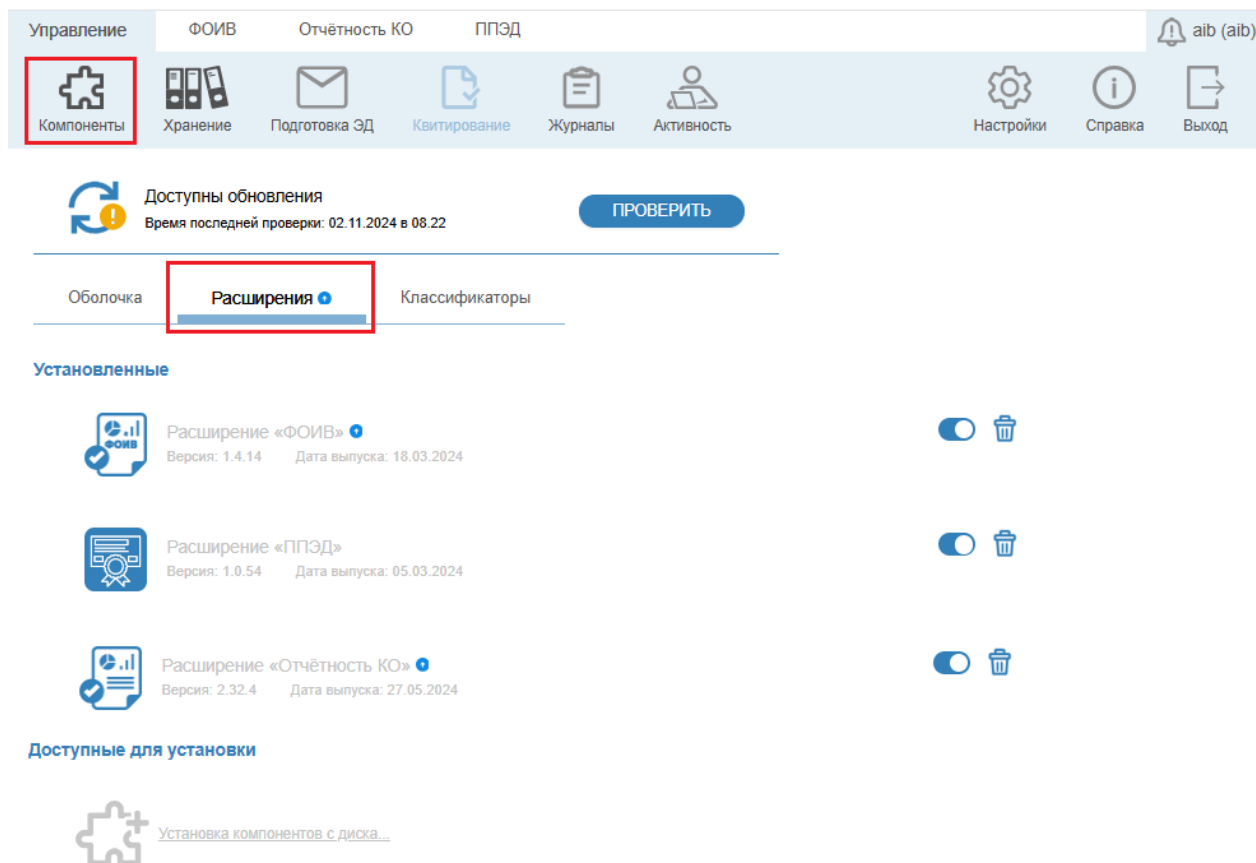 Управление ФОИВ Отчётность КО ППЭД aib (aib)
Компоненты Хранение Подготовка ЭД Квитирование Журналы Активность Настройки Справка Выход
Доступны обновления
Время последней проверки: 02.11.2024 в 08.22
ПРОВЕРИТЬ
Оболочка Расширения Классификаторы
Установленные
ФОИВ
Расширение «ФОИВ»
Версия: 1.4.14 Дата выпуска: 18.03.2024
Расширение «ППЭД»
Версия: 1.0.54 Дата выпуска: 05.03.2024
Расширение «Отчётность КО»
Версия: 2.32.4 Дата выпуска: 27.05.2024
Доступные для установки
Установка компонентов с диска...